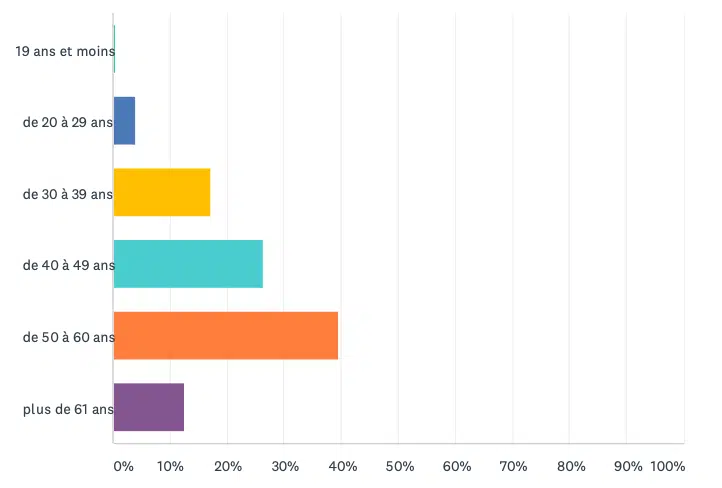 19 ans et moins
de 20 à 29 ans
de 30 à 39 ans
de 40 à 49 ans
de 50 à 60 ans
plus de 61 ans
0% 10% 20% 30% 40% 50% 60% 70% 80% 90% 100%